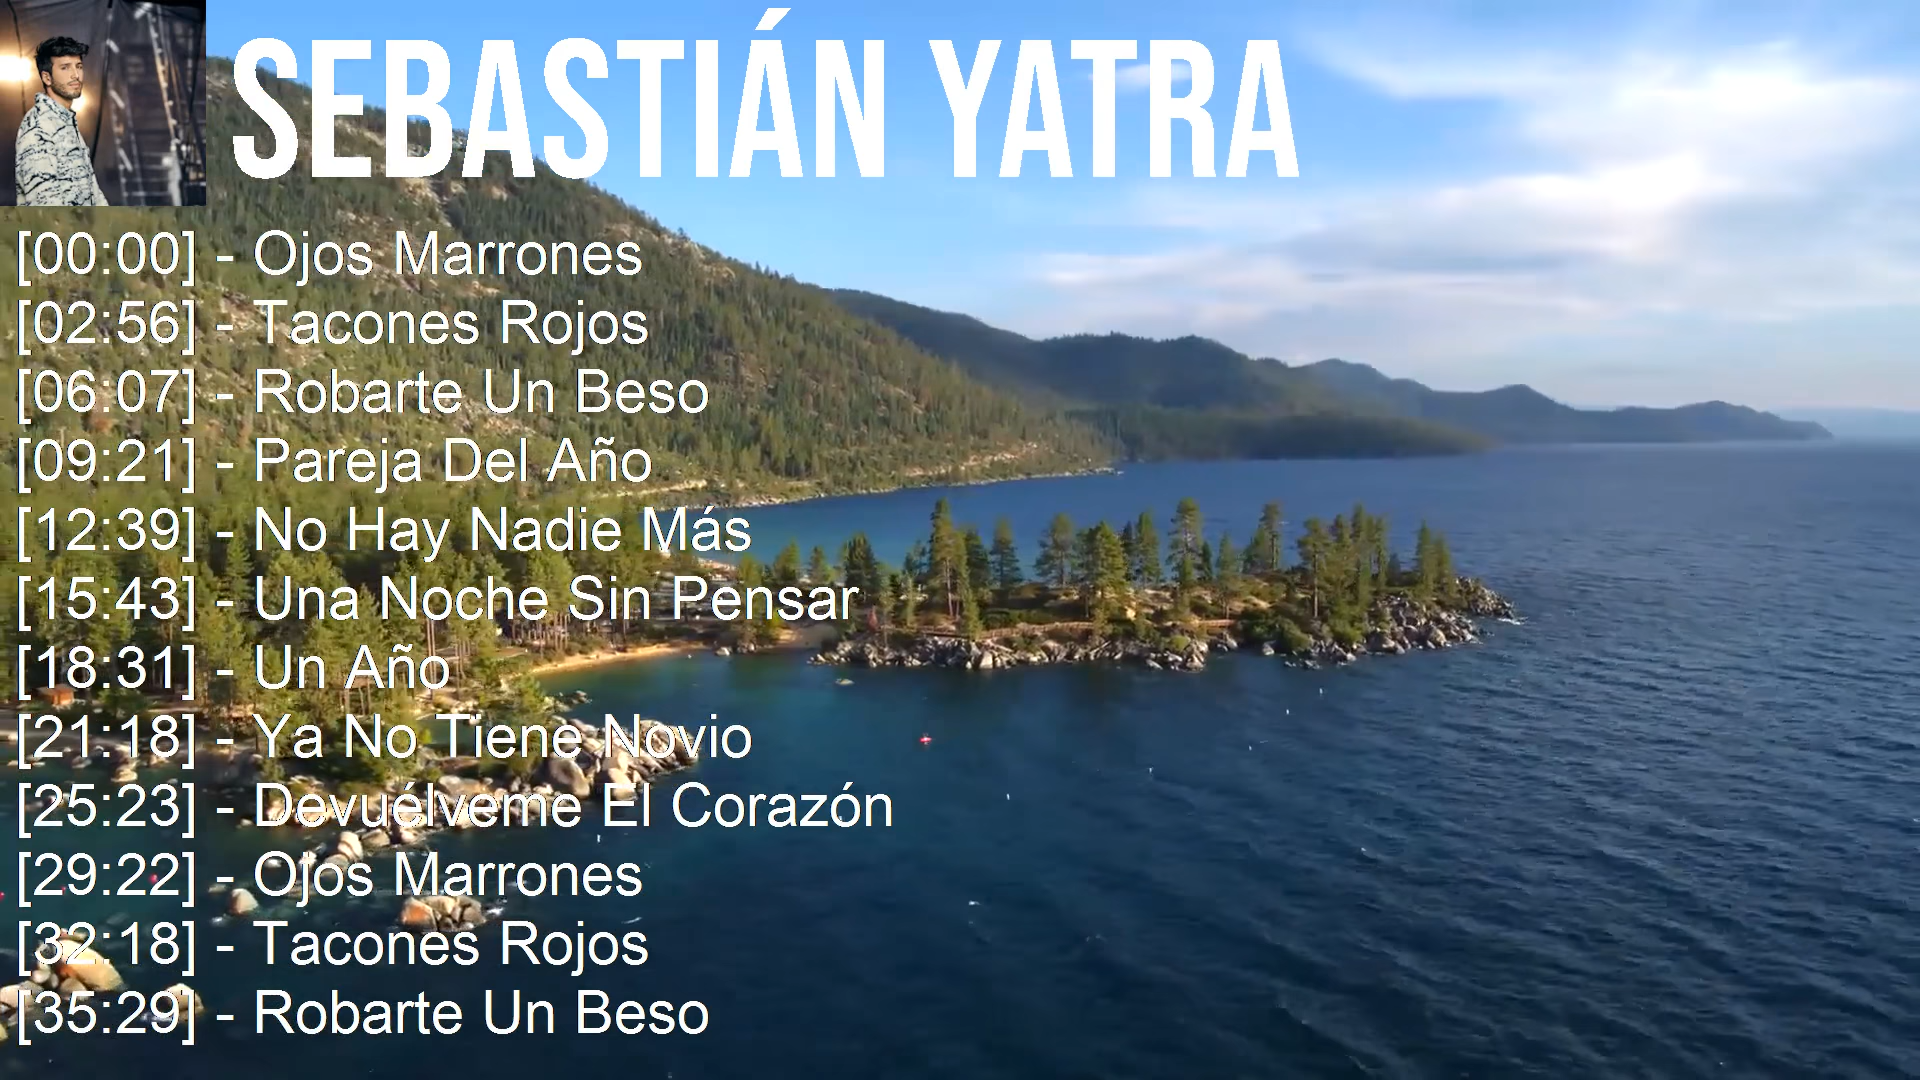 SEBASTIÁN YATRA
[00:00] - Ojos Marrones
[02:56] - Tacones Rojos
[06:07] - Robarte Un Beso
[09:21] - Pareja Del Año
[12:39] - No Hay Nadie Más
[15:43] - Una Noche Sin Pensar
[18:31] - Un Año
[21:18] - Ya No Tiene Novio
[25:23] - Devuélveme El Corazón
[29:22] - Ojos Marrones
[32:18] - Tacones Rojos
[35:29] - Robarte Un Beso